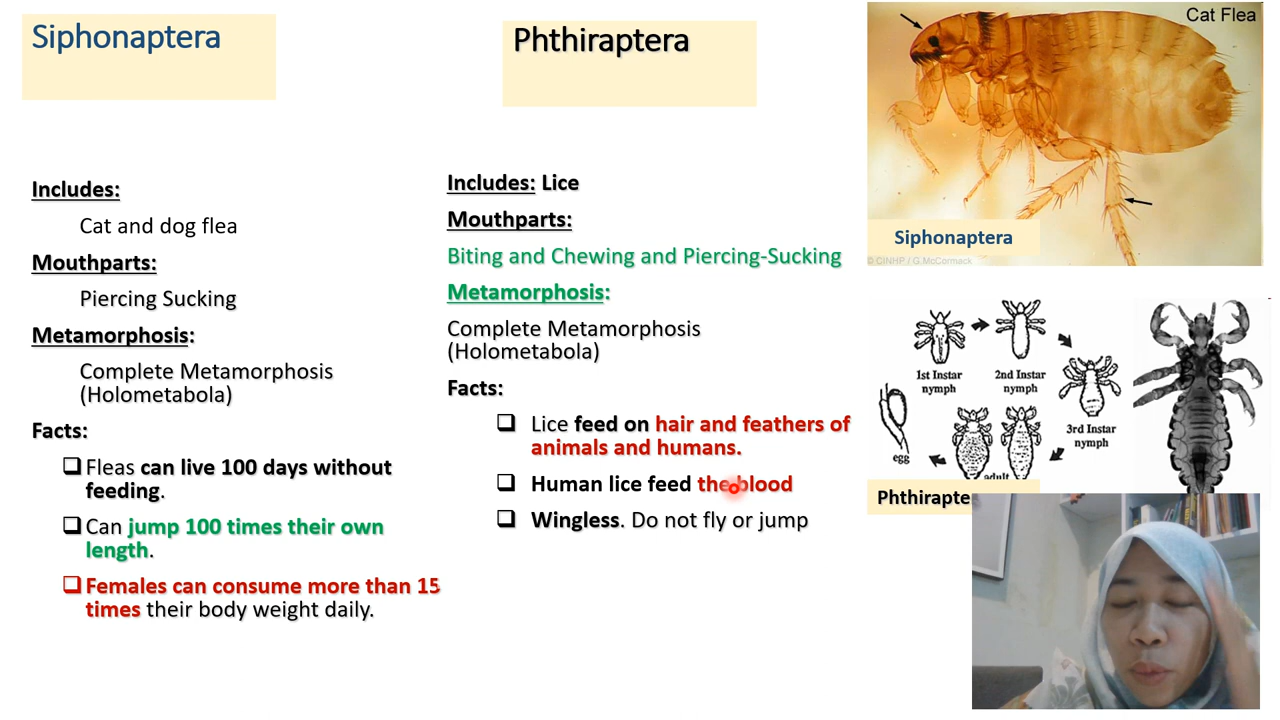 Siphonaptera
Includes:
Cat and dog flea
Mouthparts:
Piercing Sucking
Metamorphosis:
Complete Metamorphosis
(Holometabola)
Facts:
Fleas can live 100 days without
feeding.
Can jump 100 times their own
length.
Females can consume more than 15
times their body weight daily.
Phthiraptera
Includes: Lice
Mouthparts:
Biting and Chewing and Piercing-Sucking
Metamorphosis:
Complete Metamorphosis
(Holometabola)
Facts:
Lice feed on hair and feathers of
animals and humans.
Human lice feed the blood
Wingless. Do not fly or jump
Cat Flea
Siphonaptera
© CINHP / G.McCormack
1st Instar
nymph
2nd Instar
nymph
3rd Instar
nymph
egg
adult
Phthirapte